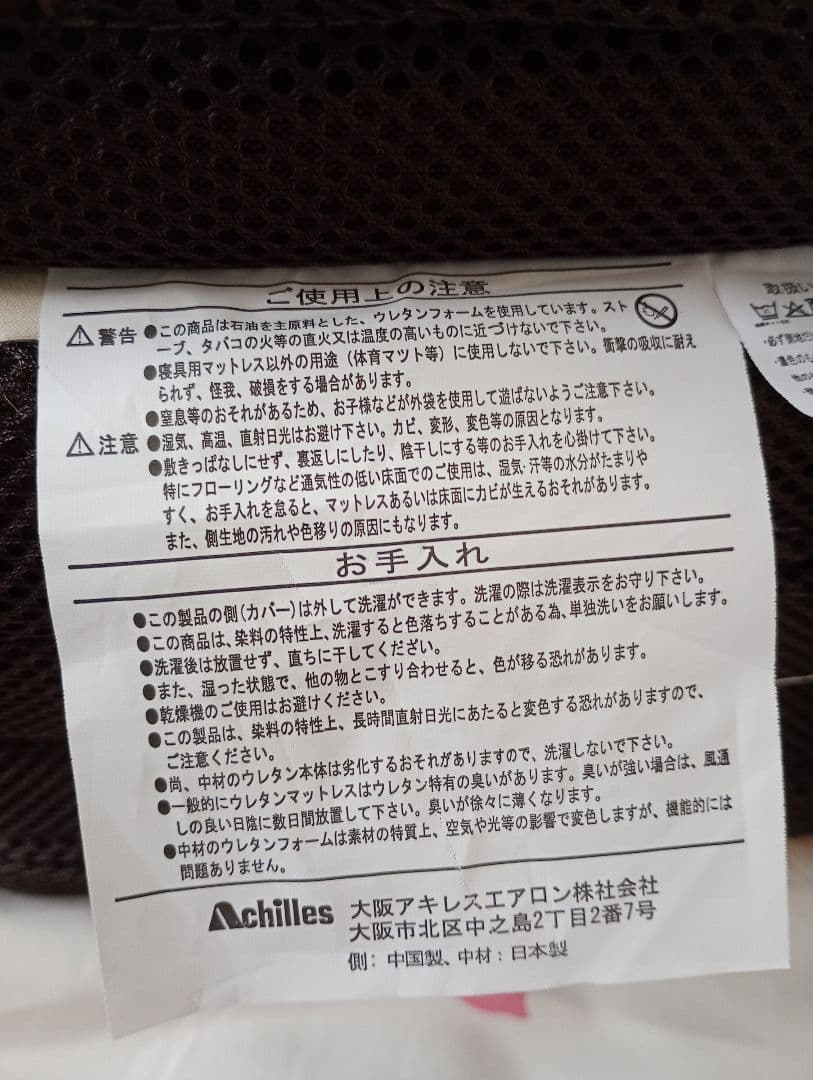 ご使用上の注意
⚠警告 ●この商品は石油を主原料とした、ウレタンフォームを使用しています。スト
ーブ、タバコの火等の直火又は温度の高いものに近づけないで下さい。
●寝具用マットレス以外の用途（体育マット等）に使用しないで下さい。衝撃の吸収に耐え
られず、怪我、破損をする場合があります。
●窒息等のおそれがあるため、お子様などが外袋を使用して遊ばないようご注意下さい。
⚠注意 ●湿気、高温、直射日光はお避け下さい。カビ、変形、変色等の原因となります。
●敷きっぱなしにせず、裏返しにしたり、陰干しにする等のお手入れを心掛けて下さい。
特にフローリングなど通気性の低い床面でのご使用は、湿気・汗等の水分がたまりや
すく、お手入れを怠ると、マットレスあるいは床面にカビが生えるおそれがあります。
また、側生地の汚れや色移りの原因にもなります。
お手入れ
●この製品の側（カバー）は外して洗濯ができます。洗濯の際は洗濯表示をお守り下さい。
●この商品は、染料の特性上、洗濯すると色落ちすることがある為、単独洗いをお願いします。
●洗濯後は放置せず、直ちに干してください。
●また、湿った状態で、他の物とこすり合わせると、色が移る恐れがあります。
●乾燥機のご使用はお避けください。
●この製品は、染料の特性上、長時間直射日光にあたると変色する恐れがありますので、
ご注意ください。
●尚、中材のウレタン本体は劣化するおそれがありますので、洗濯しないで下さい。
●一般的にウレタンマットレスはウレタン特有の臭いがあります。臭いが強い場合は、風通
しの良い日陰に数日間放置して下さい。臭いが徐々に薄くなります。
●中材のウレタンフォームは素材の特質上、空気や光等の影響で変色しますが、機能的には
問題ありません。
Achilles 大阪アキレスエアロン株式会社
大阪市北区中之島2丁目2番7号
側：中国製、中材：日本製
取扱い